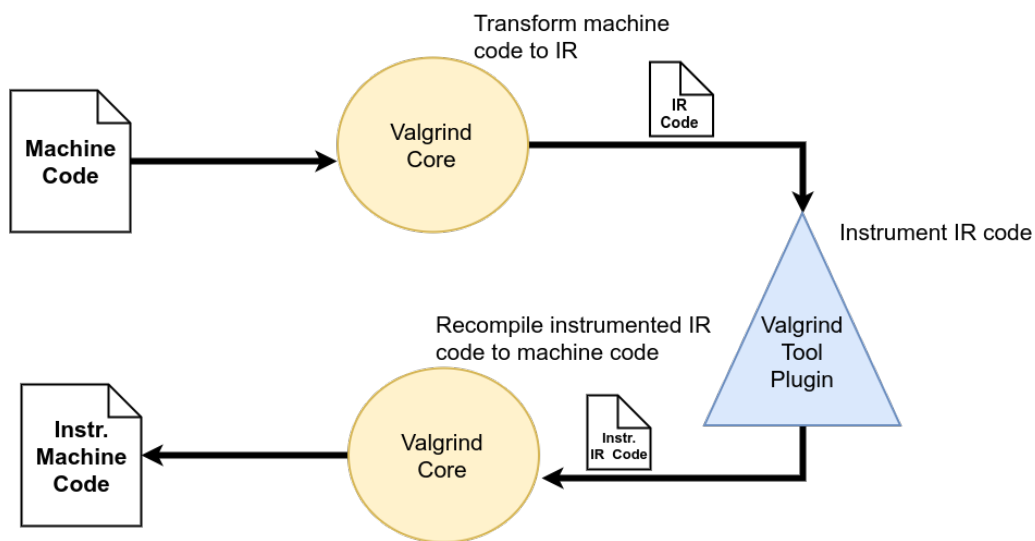 Transform machine
code to IR
Machine
Code
Valgrind
Core
IR
Code
Instrument IR code
Valgrind
Tool
Plugin
Recompile instrumented IR
code to machine code
Instr.
IR Code
Valgrind
Core
Instr.
Machine
Code